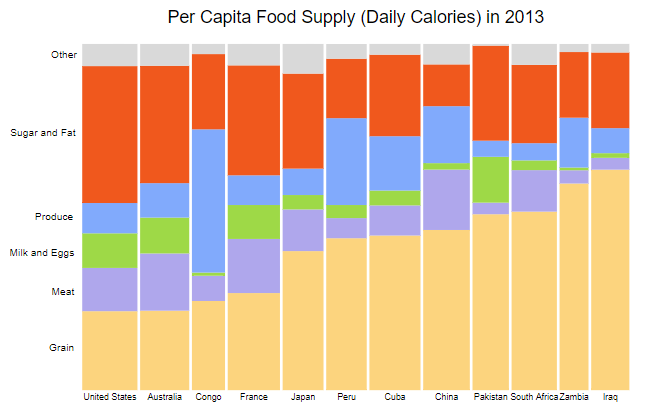 Per Capita Food Supply (Daily Calories) in 2013
Other
Sugar and Fat
Produce
Milk and Eggs
Meat
Grain
United States Australia Congo France Japan Peru Cuba China Pakistan South Africa Zambia Iraq